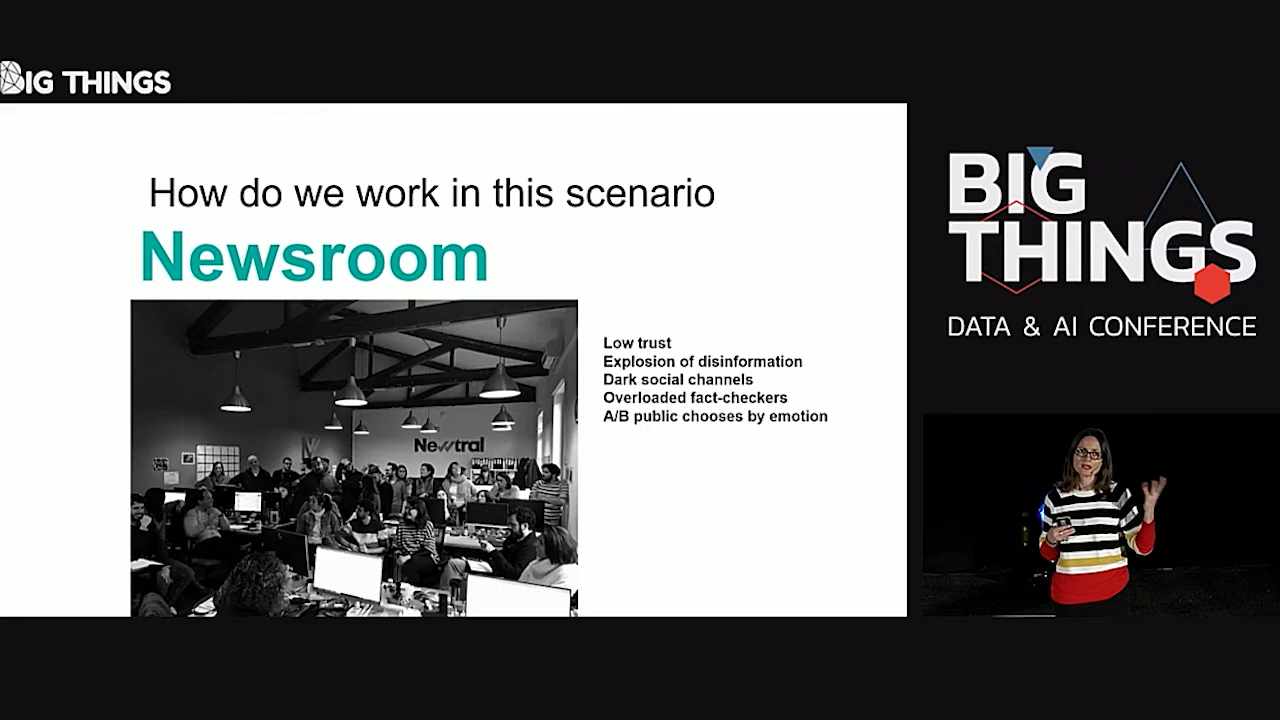 BIG THINGS
How do we work in this scenario
Newsroom
Newtral
Low trust
Explosion of disinformation
Dark social channels
Overloaded fact-checkers
A/B public chooses by emotion
BIG
THINGS
DATA & AI CONFERENCE